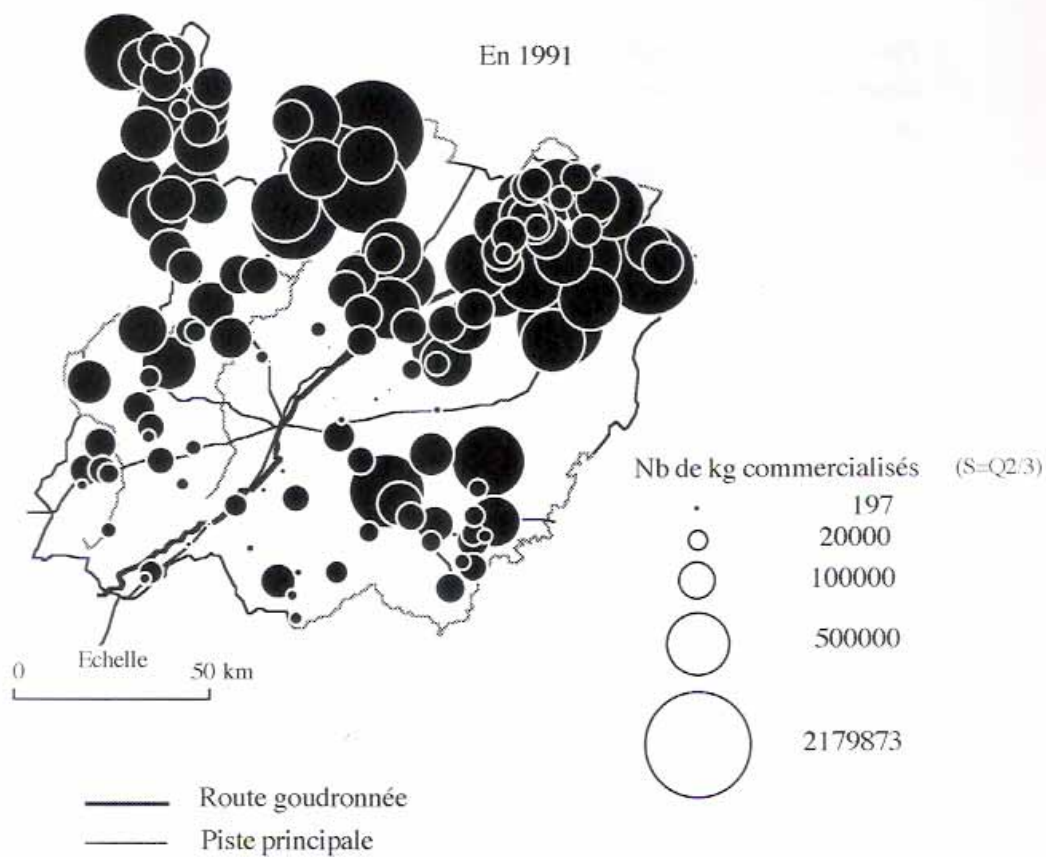 En 1991
Nb de kg commercialisés (S=Q2/3)
197
20000
100000
500000
2179873
Echelle
0 50 km
Route goudronnée
Piste principale